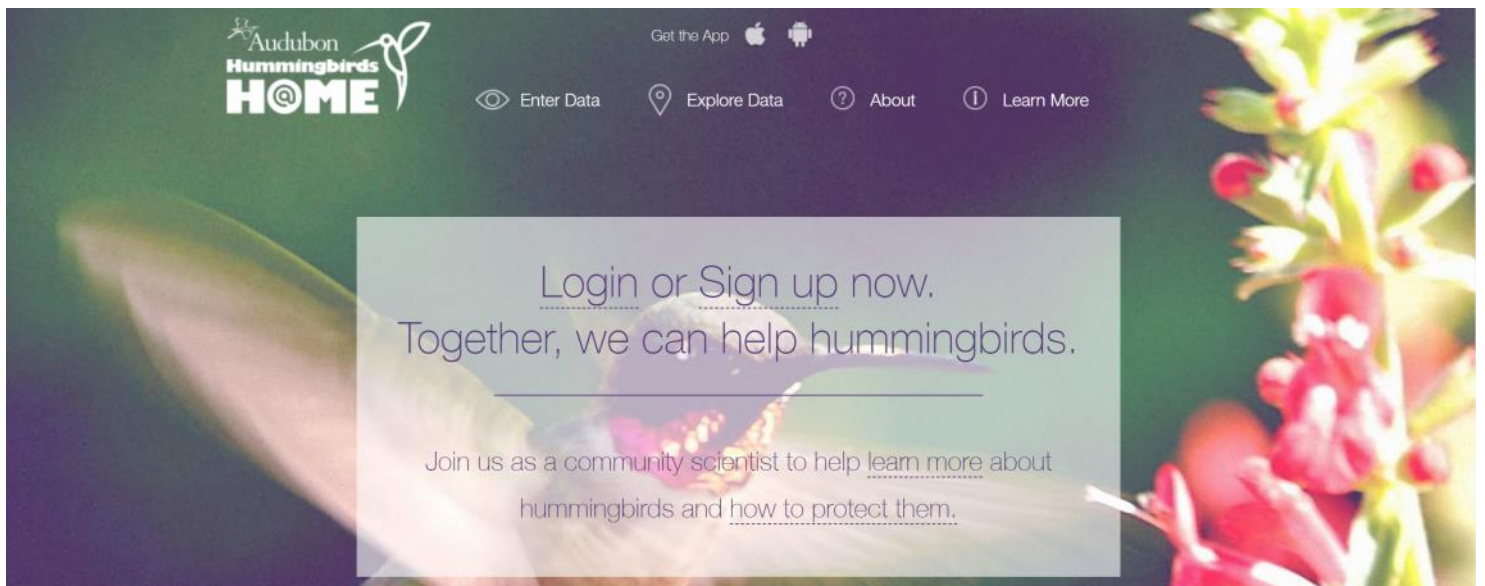 Audubon
Hummingbirds
H@ME
Get the App
Enter Data
Explore Data
? About
i Learn More
Login or Sign up now.
Together, we can help hummingbirds.
Join us as a community scientist to help learn more about
hummingbirds and how to protect them.